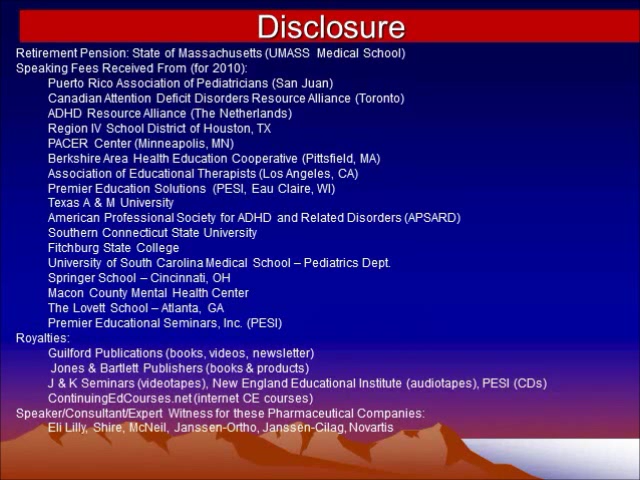 Disclosure
Retirement Pension: State of Massachusetts (UMASS Medical School)
Speaking Fees Received From (for 2010):
Puerto Rico Association of Pediatricians (San Juan)
Canadian Attention Deficit Disorders Resource Alliance (Toronto)
ADHD Resource Alliance (The Netherlands)
Region IV School District of Houston, TX
PACER Center (Minneapolis, MN)
Berkshire Area Health Education Cooperative (Pittsfield, MA)
Association of Educational Therapists (Los Angeles, CA)
Premier Education Solutions (PESI, Eau Claire, WI)
Texas A & M University
American Professional Society for ADHD and Related Disorders (APSARD)
Southern Connecticut State University
Fitchburg State College
University of South Carolina Medical School – Pediatrics Dept.
Springer School – Cincinnati, OH
Macon County Mental Health Center
The Lovett School – Atlanta, GA
Premier Educational Seminars, Inc. (PESI)
Royalties:
Guilford Publications (books, videos, newsletter)
Jones & Bartlett Publishers (books & products)
J & K Seminars (videotapes), New England Educational Institute (audiotapes), PESI (CDs)
ContinuingEdCourses.net (internet CE courses)
Speaker/Consultant/Expert Witness for these Pharmaceutical Companies:
Eli Lilly, Shire, McNeil, Janssen-Ortho, Janssen-Cilag, Novartis